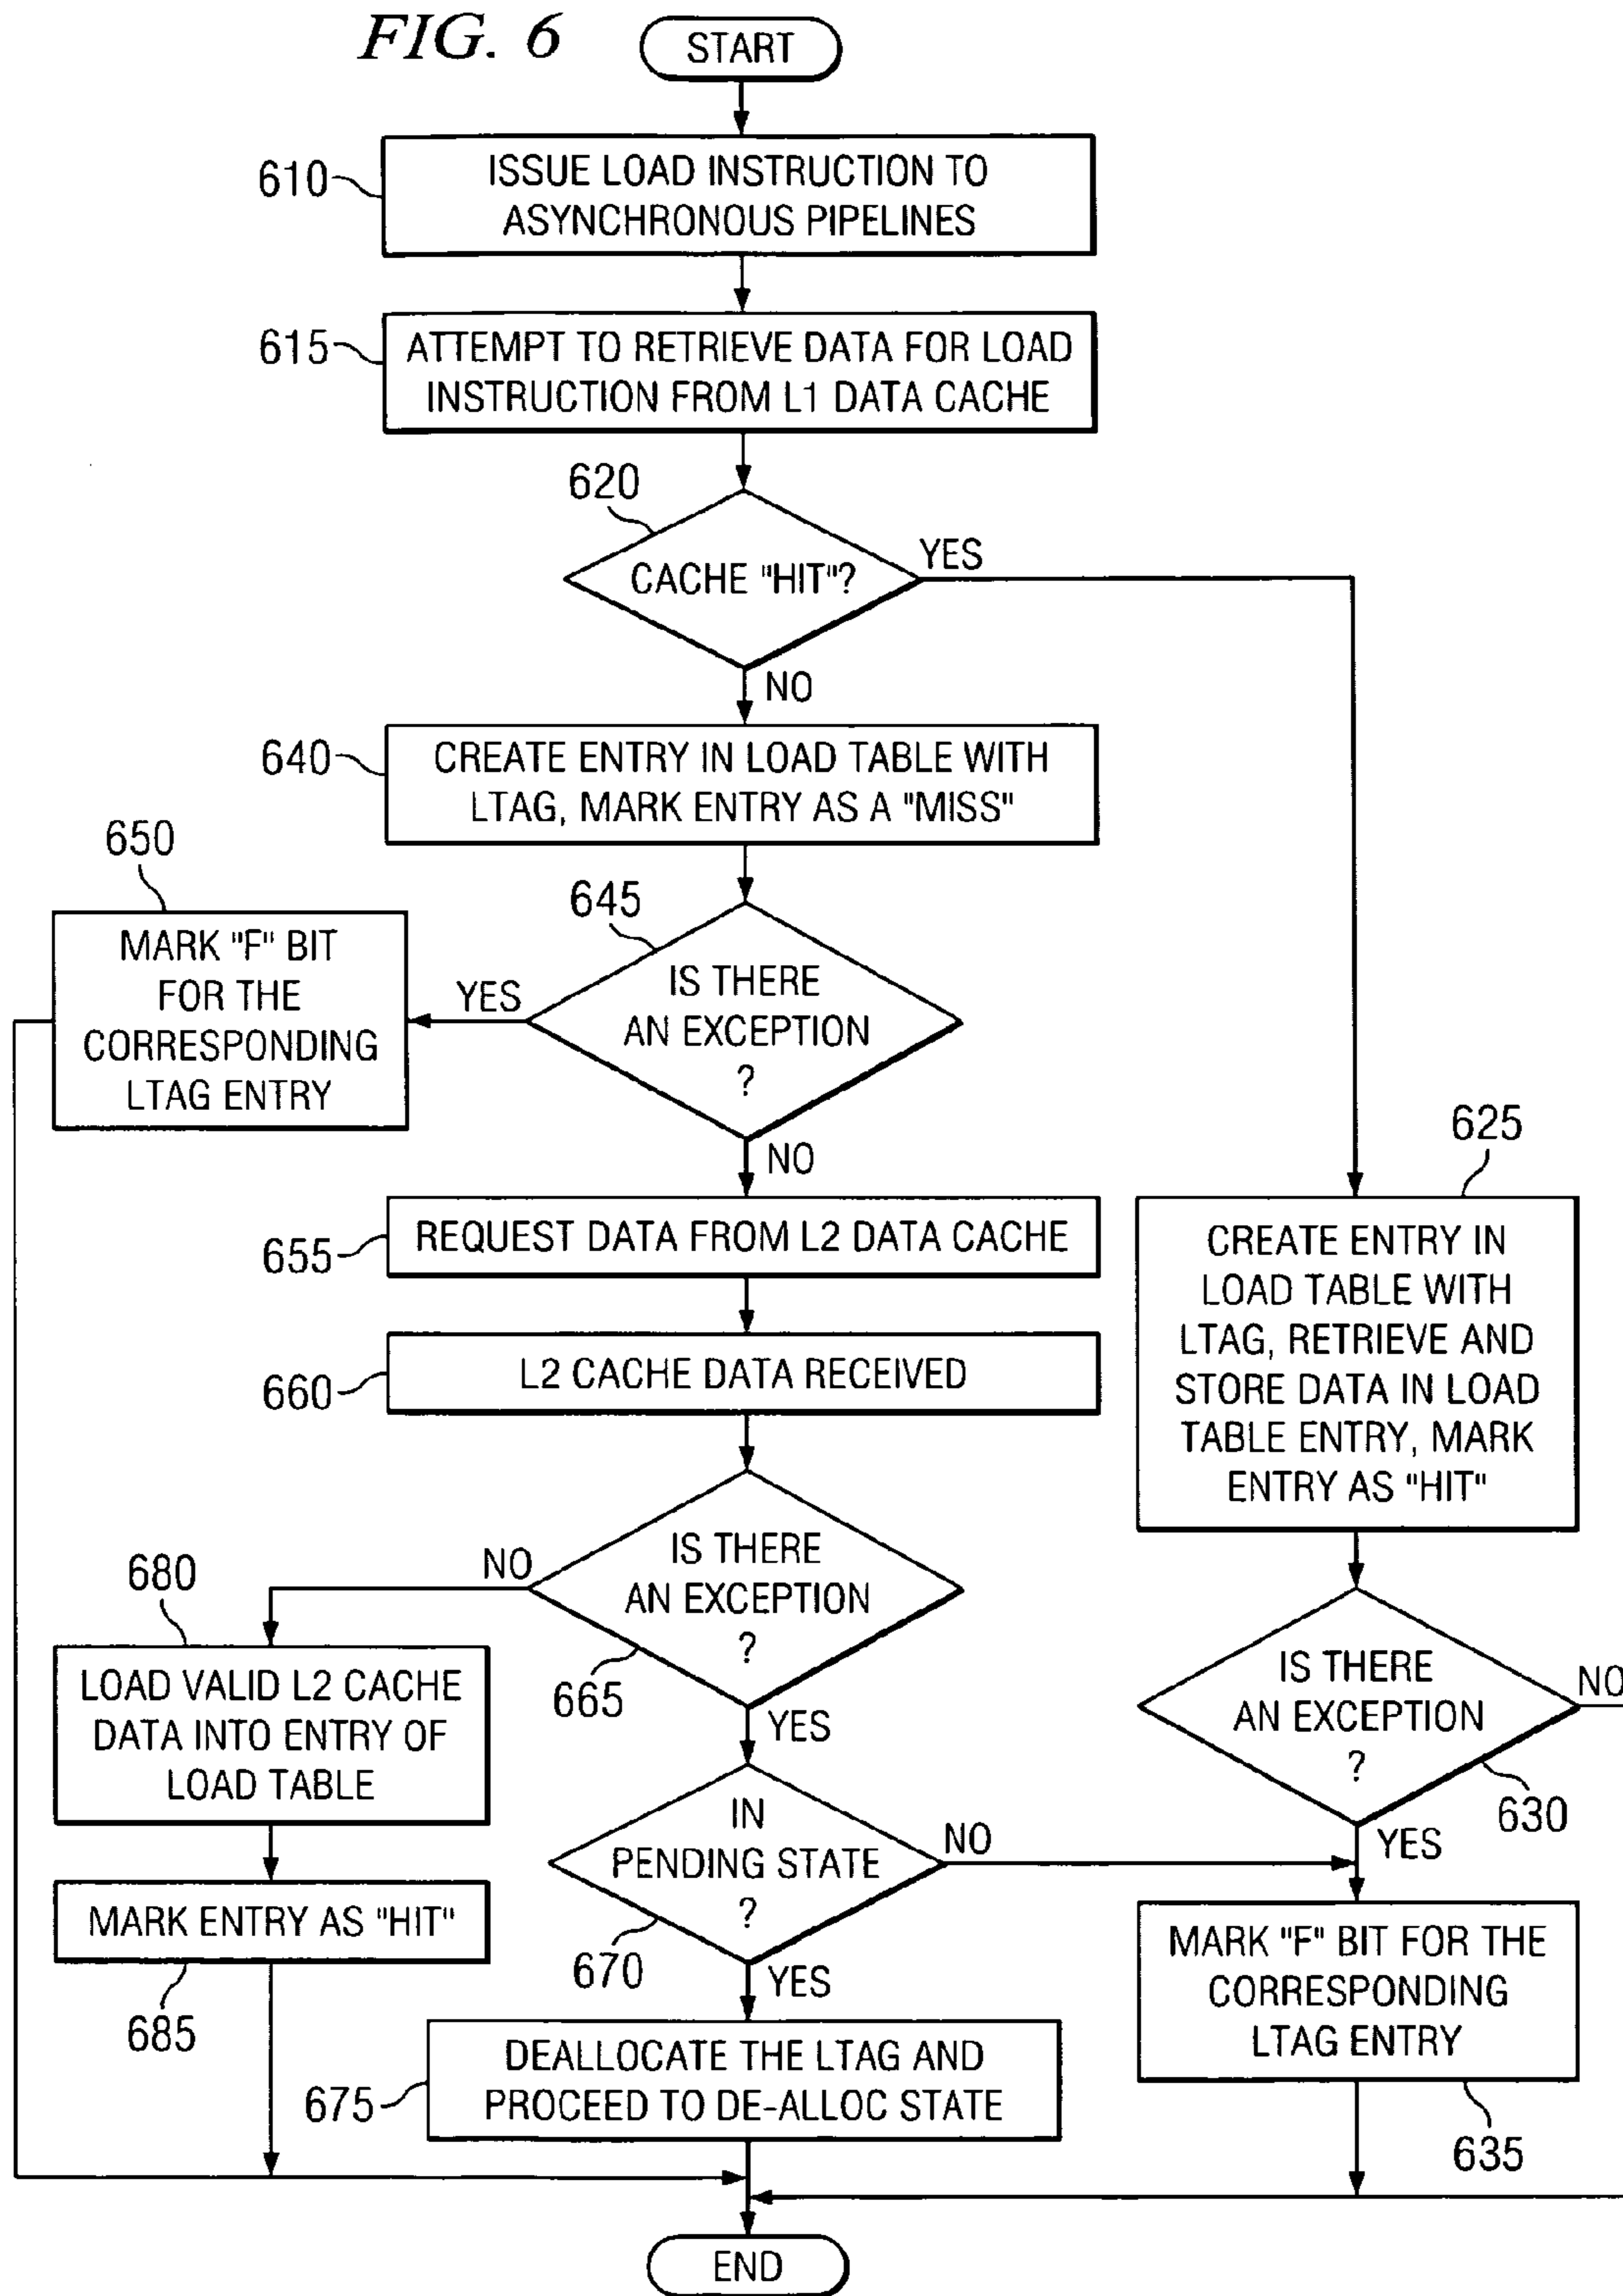 FIG. 6
START
610
ISSUE LOAD INSTRUCTION TO
ASYNCHRONOUS PIPELINES
615
ATTEMPT TO RETRIEVE DATA FOR LOAD
INSTRUCTION FROM L1 DATA CACHE
620
CACHE "HIT"?
YES
NO
640
CREATE ENTRY IN LOAD TABLE WITH
LTAG, MARK ENTRY AS A "MISS"
650
MARK "F" BIT
FOR THE
CORRESPONDING
LTAG ENTRY
645
YES
IS THERE
AN EXCEPTION
?
NO
655
REQUEST DATA FROM L2 DATA CACHE
660
L2 CACHE DATA RECEIVED
625
CREATE ENTRY IN
LOAD TABLE WITH
LTAG, RETRIEVE AND
STORE DATA IN LOAD
TABLE ENTRY, MARK
ENTRY AS "HIT"
680
NO
IS THERE
AN EXCEPTION
?
665
YES
LOAD VALID L2 CACHE
DATA INTO ENTRY OF
LOAD TABLE
IS THERE
AN EXCEPTION
?
NO
630
YES
IN
PENDING STATE
?
NO
670
YES
MARK ENTRY AS "HIT"
685
MARK "F" BIT FOR THE
CORRESPONDING
LTAG ENTRY
635
675
DEALLOCATE THE LTAG AND
PROCEED TO DE-ALLOC STATE
END